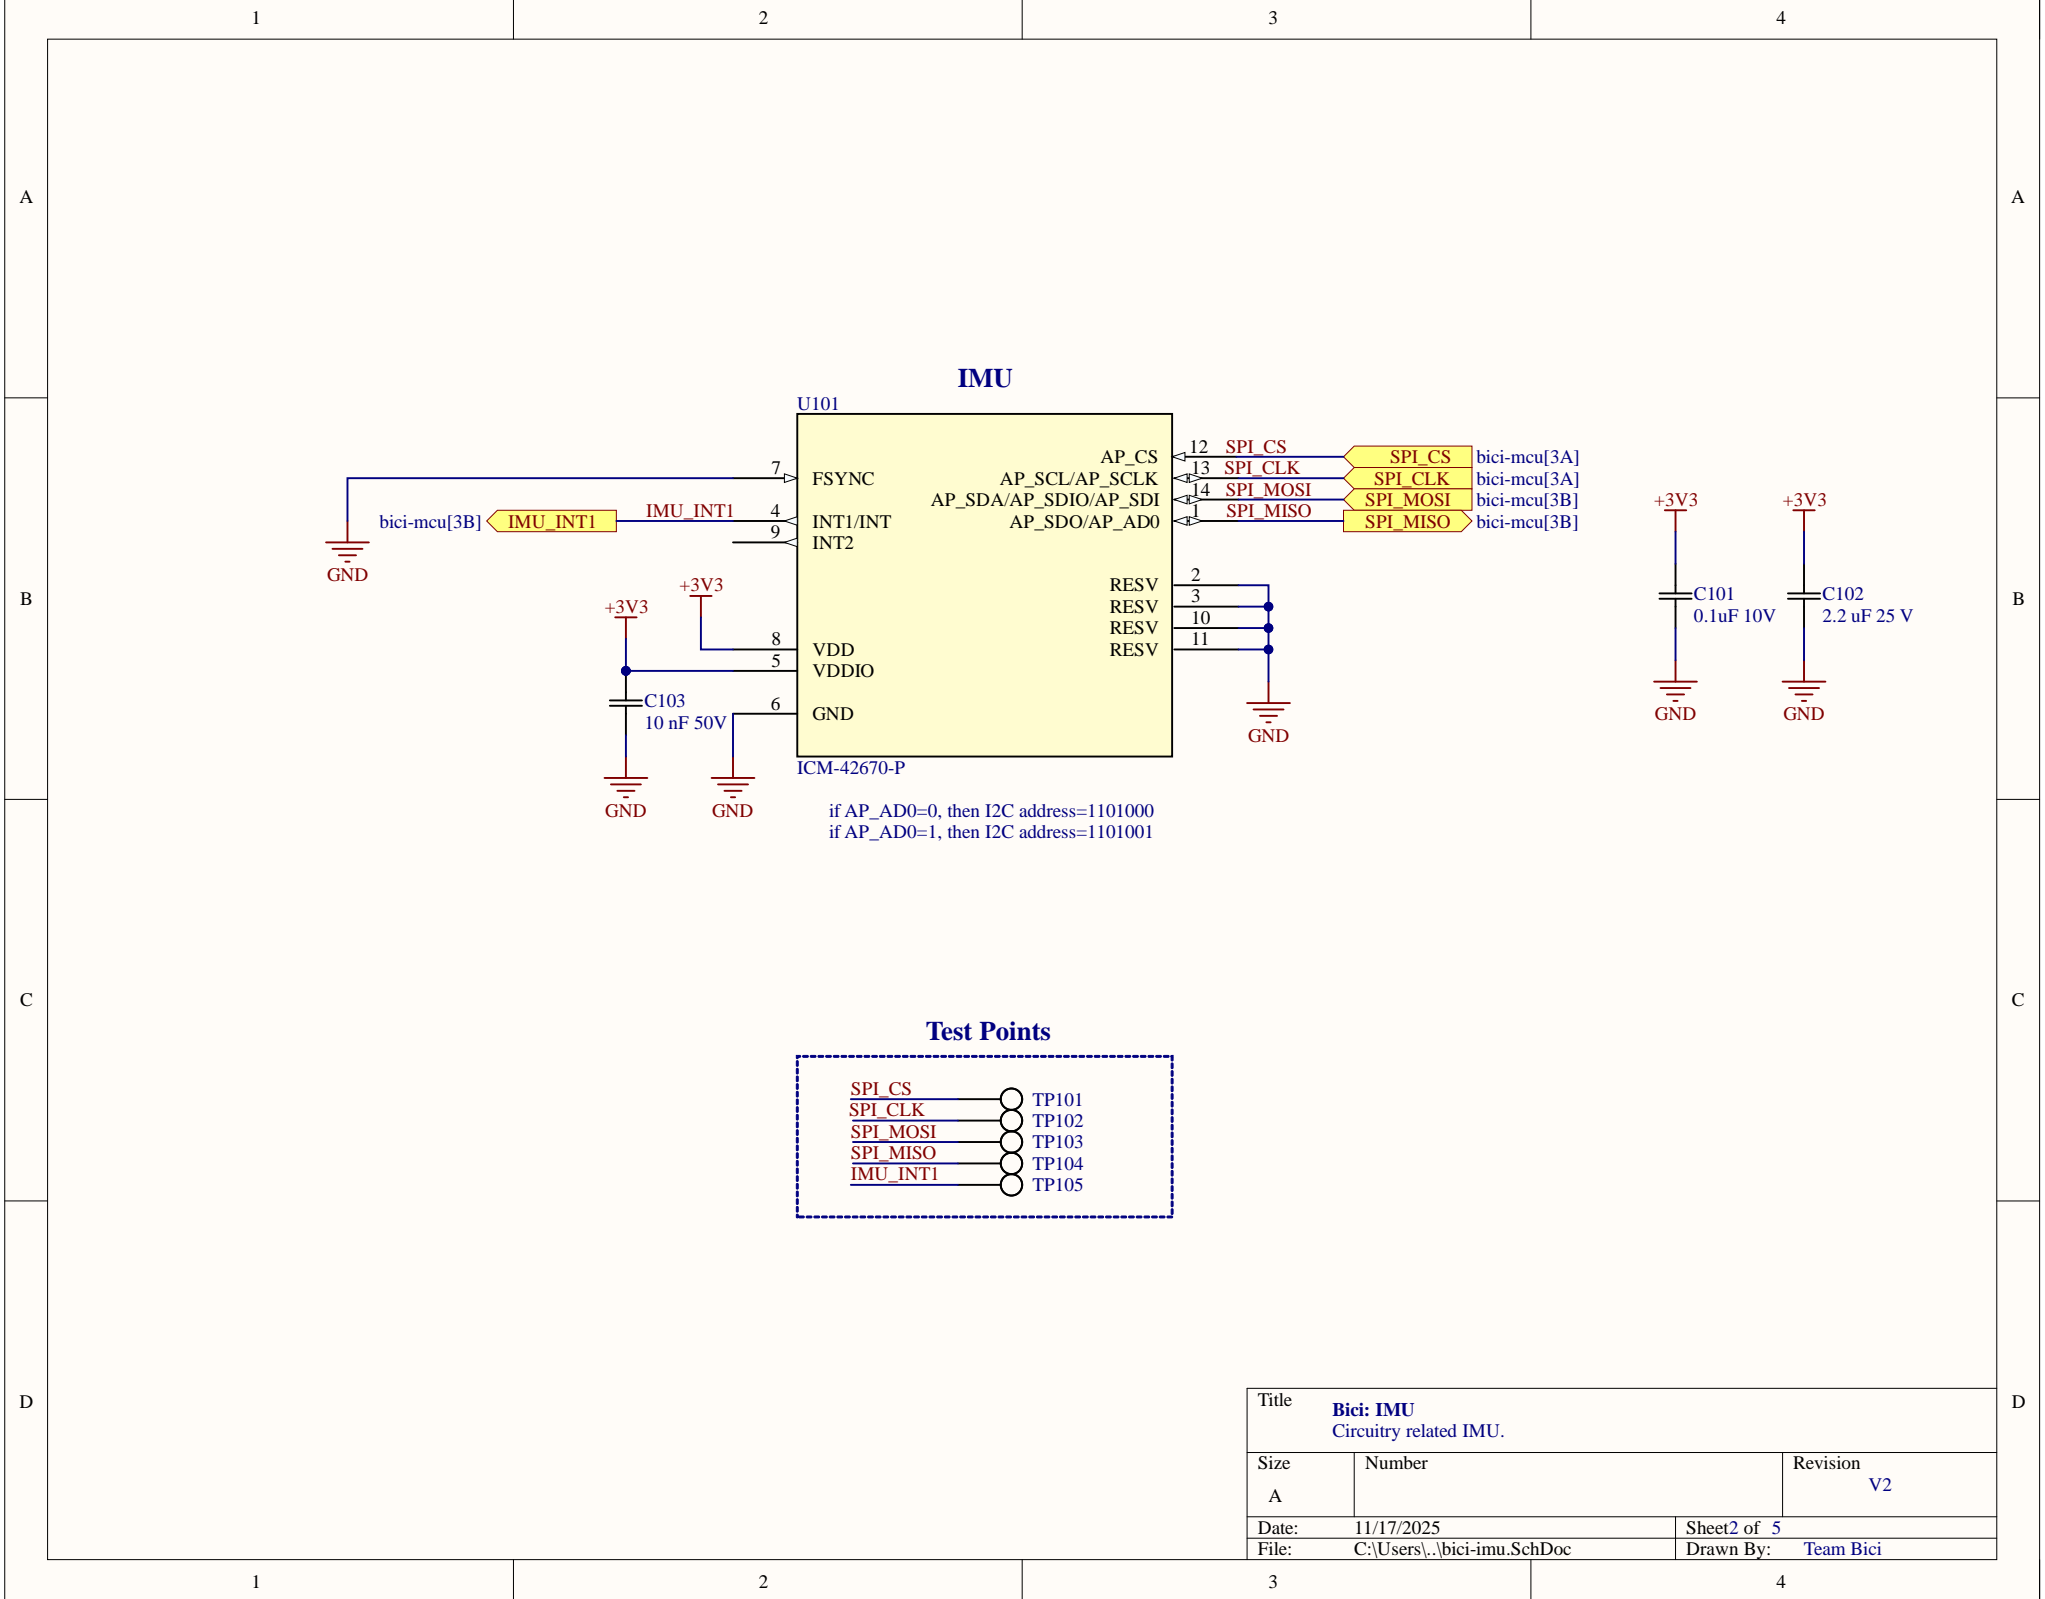 1 2 3 4
A A
IMU
U101
B B
7 FSYNC
GND
bici-mcu[3B] IMU_INT1 IMU_INT1 4 INT1/INT
9 INT2
+3V3
+3V3
8 VDD
5 VDDIO
C103
10 nF 50V
6 GND
GND GND
AP_CS 12 SPI_CS SPI_CS bici-mcu[3A]
AP_SCL/AP_SCLK 13 SPI_CLK SPI_CLK bici-mcu[3A]
AP_SDA/AP_SDIO/AP_SDI 14 SPI_MOSI SPI_MOSI bici-mcu[3B]
AP_SDO/AP_AD0 1 SPI_MISO SPI_MISO bici-mcu[3B]
RESV 2
RESV 3
RESV 10
RESV 11
GND
+3V3 +3V3
C101 C102
0.1uF 10V 2.2 uF 25 V
GND GND
ICM-42670-P
if AP_AD0=0, then I2C address=1101000
if AP_AD0=1, then I2C address=1101001
C C
Test Points
SPI_CS TP101
SPI_CLK TP102
SPI_MOSI TP103
SPI_MISO TP104
IMU_INT1 TP105
D D
Title Bici: IMU
Circuitry related IMU.
Size Number Revision
A V2
Date: 11/17/2025 Sheet2 of 5
File: C:\Users\..\bici-imu.SchDoc Drawn By: Team Bici
1 2 3 4